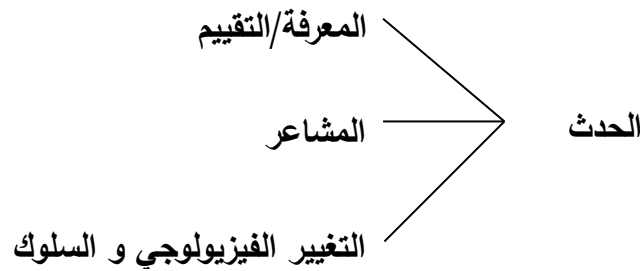 المعرفة/التقييم
الحدث
المشاعر
التغيير الفيزيولوجي و السلوك